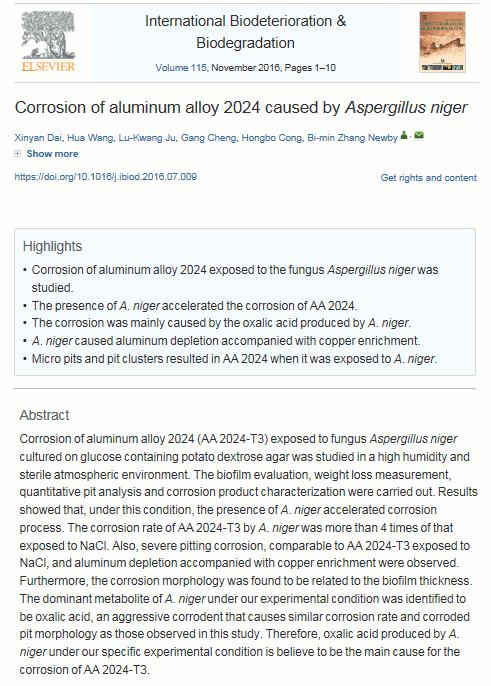 International Biodeterioration &
Biodegradation
ELSEVIER
Volume 115, November 2016, Pages 1–10
Corrosion of aluminum alloy 2024 caused by Aspergillus niger
Xinyan Dai, Hua Wang, Lu-Kwang Ju, Gang Cheng, Hongbo Cong, Bi-min Zhang Newby
Show more
https://doi.org/10.1016/j.ibiod.2016.07.009
Get rights and content
Highlights
• Corrosion of aluminum alloy 2024 exposed to the fungus Aspergillus niger was
studied.
• The presence of A. niger accelerated the corrosion of AA 2024.
• The corrosion was mainly caused by the oxalic acid produced by A. niger.
• A. niger caused aluminum depletion accompanied with copper enrichment.
• Micro pits and pit clusters resulted in AA 2024 when it was exposed to A. niger.
Abstract
Corrosion of aluminum alloy 2024 (AA 2024-T3) exposed to fungus Aspergillus niger
cultured on glucose containing potato dextrose agar was studied in a high humidity and
sterile atmospheric environment. The biofilm evaluation, weight loss measurement,
quantitative pit analysis and corrosion product characterization were carried out. Results
showed that, under this condition, the presence of A. niger accelerated corrosion
process. The corrosion rate of AA 2024-T3 by A. niger was more than 4 times of that
exposed to NaCl. Also, severe pitting corrosion, comparable to AA 2024-T3 exposed to
NaCl, and aluminum depletion accompanied with copper enrichment were observed.
Furthermore, the corrosion morphology was found to be related to the biofilm thickness.
The dominant metabolite of A. niger under our experimental condition was identified to
be oxalic acid, an aggressive corrodent that causes similar corrosion rate and corroded
pit morphology as those observed in this study. Therefore, oxalic acid produced by A.
niger under our specific experimental condition is believe to be the main cause for the
corrosion of AA 2024-T3.